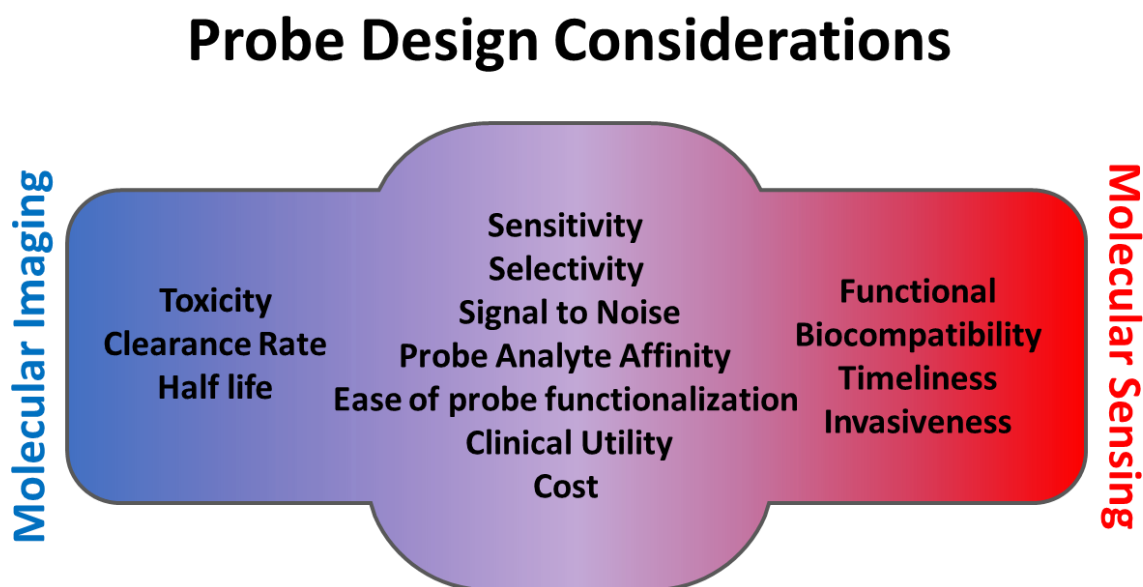 Probe Design Considerations
Molecular Imaging
Toxicity
Clearance Rate
Half life
Sensitivity
Selectivity
Signal to Noise
Probe Analyte Affinity
Ease of probe functionalization
Clinical Utility
Cost
Functional
Biocompatibility
Timeliness
Invasiveness
Molecular Sensing